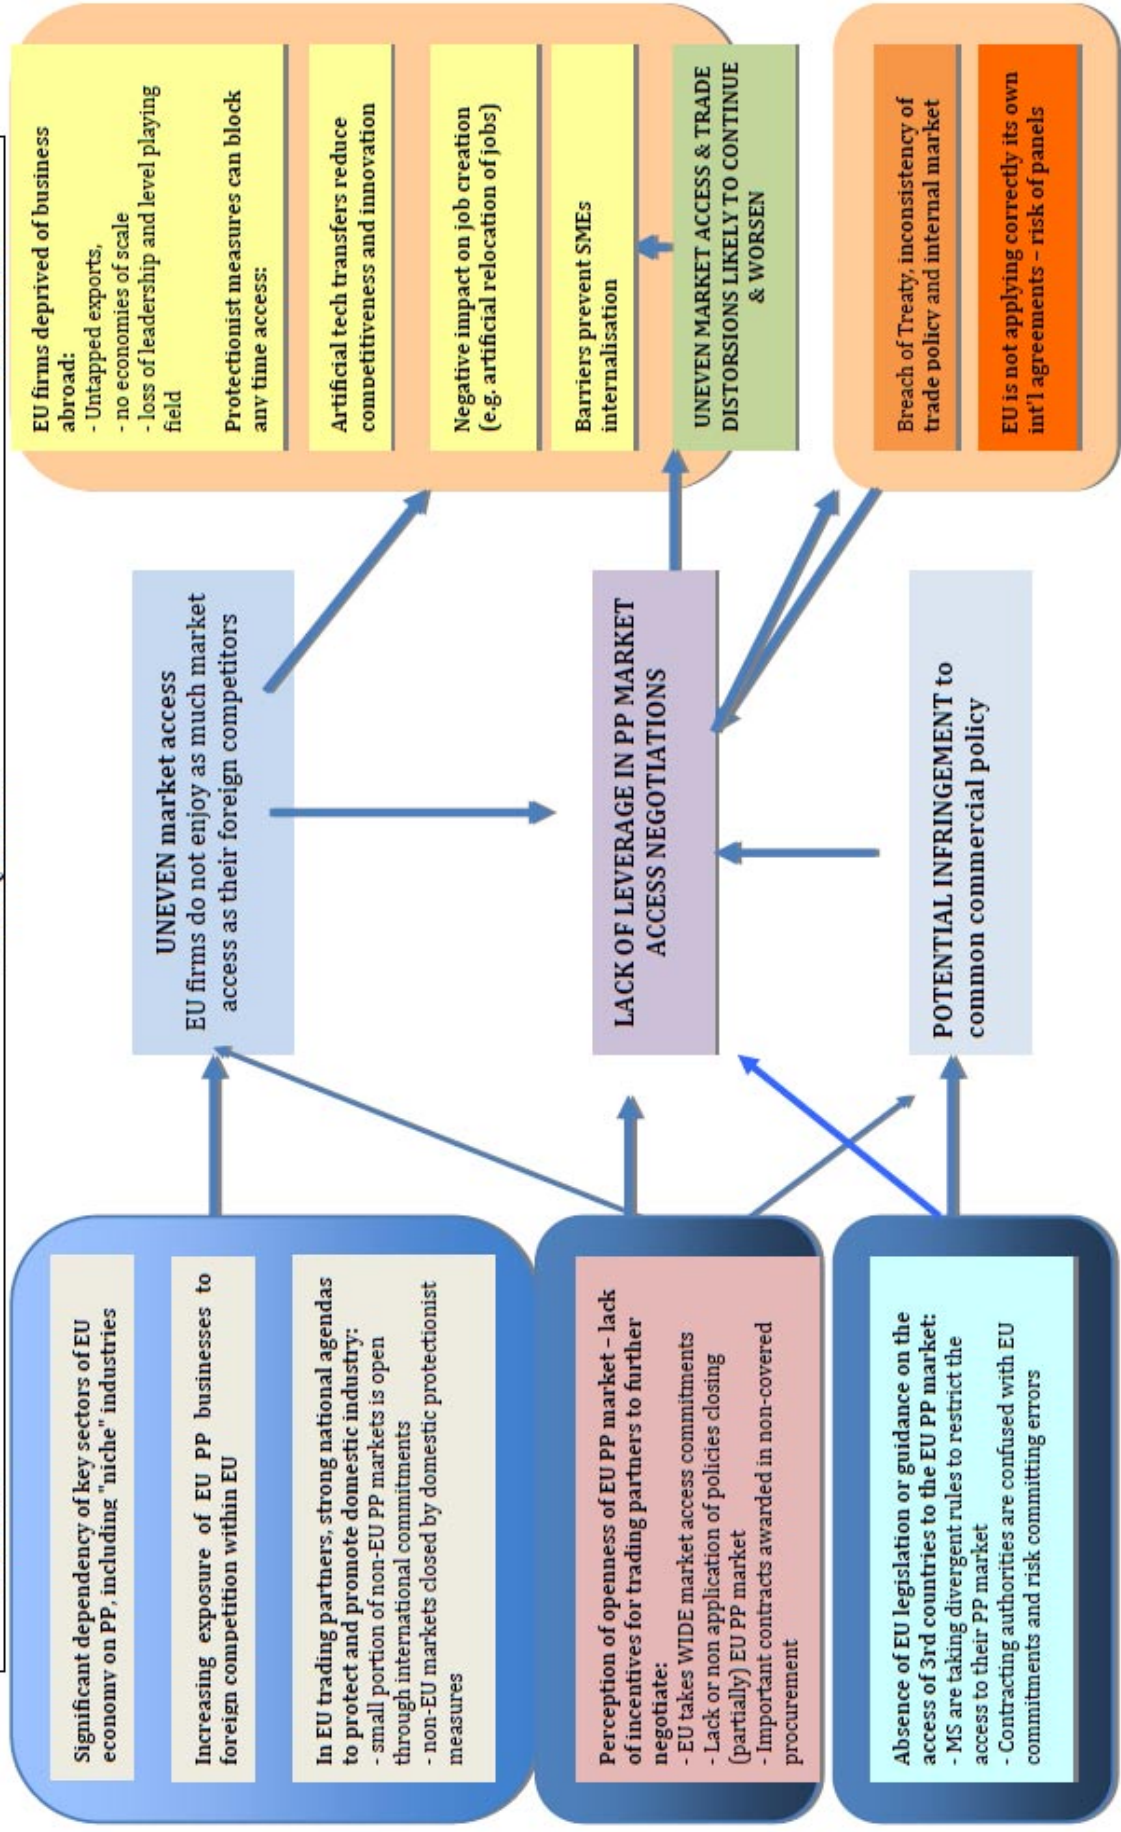 Significant dependency of key sectors of EU
economy on PP, including "niche" industries
Increasing exposure of EU PP businesses to
foreign competition within EU
In EU trading partners, strong national agendas
to protect and promote domestic industry:
- small portion of non-EU PP markets is open
through international commitments
- non-EU markets closed by domestic protectionist
measures
Perception of openness of EU PP market – lack
of incentives for trading partners to further
negotiate:
- EU takes WIDE market access commitments
- Lack or non application of policies closing
(partially) EU PP market
- Important contracts awarded in non-covered
procurement
Absence of EU legislation or guidance on the
access of 3rd countries to the EU PP market:
- MS are taking divergent rules to restrict the
access to their PP market
- Contracting authorities are confused with EU
commitments and risk committing errors
UNEVEN market access
EU firms do not enjoy as much market
access as their foreign competitors
LACK OF LEVERAGE IN PP MARKET
ACCESS NEGOTIATIONS
POTENTIAL INFRINGEMENT to
common commercial policy
EU firms deprived of business
abroad:
- Untapped exports,
- no economies of scale
- loss of leadership and level playing
field
Protectionist measures can block
any time access:
Artificial tech transfers reduce
competitiveness and innovation
Negative impact on job creation
(e.g. artificial relocation of jobs)
Barriers prevent SMEs
internalisation
UNEVEN MARKET ACCESS & TRADE
DISTORSIONS LIKELY TO CONTINUE
& WORSEN
Breach of Treaty, inconsistency of
trade policy and internal market
EU is not applying correctly its own
int'l agreements – risk of panels